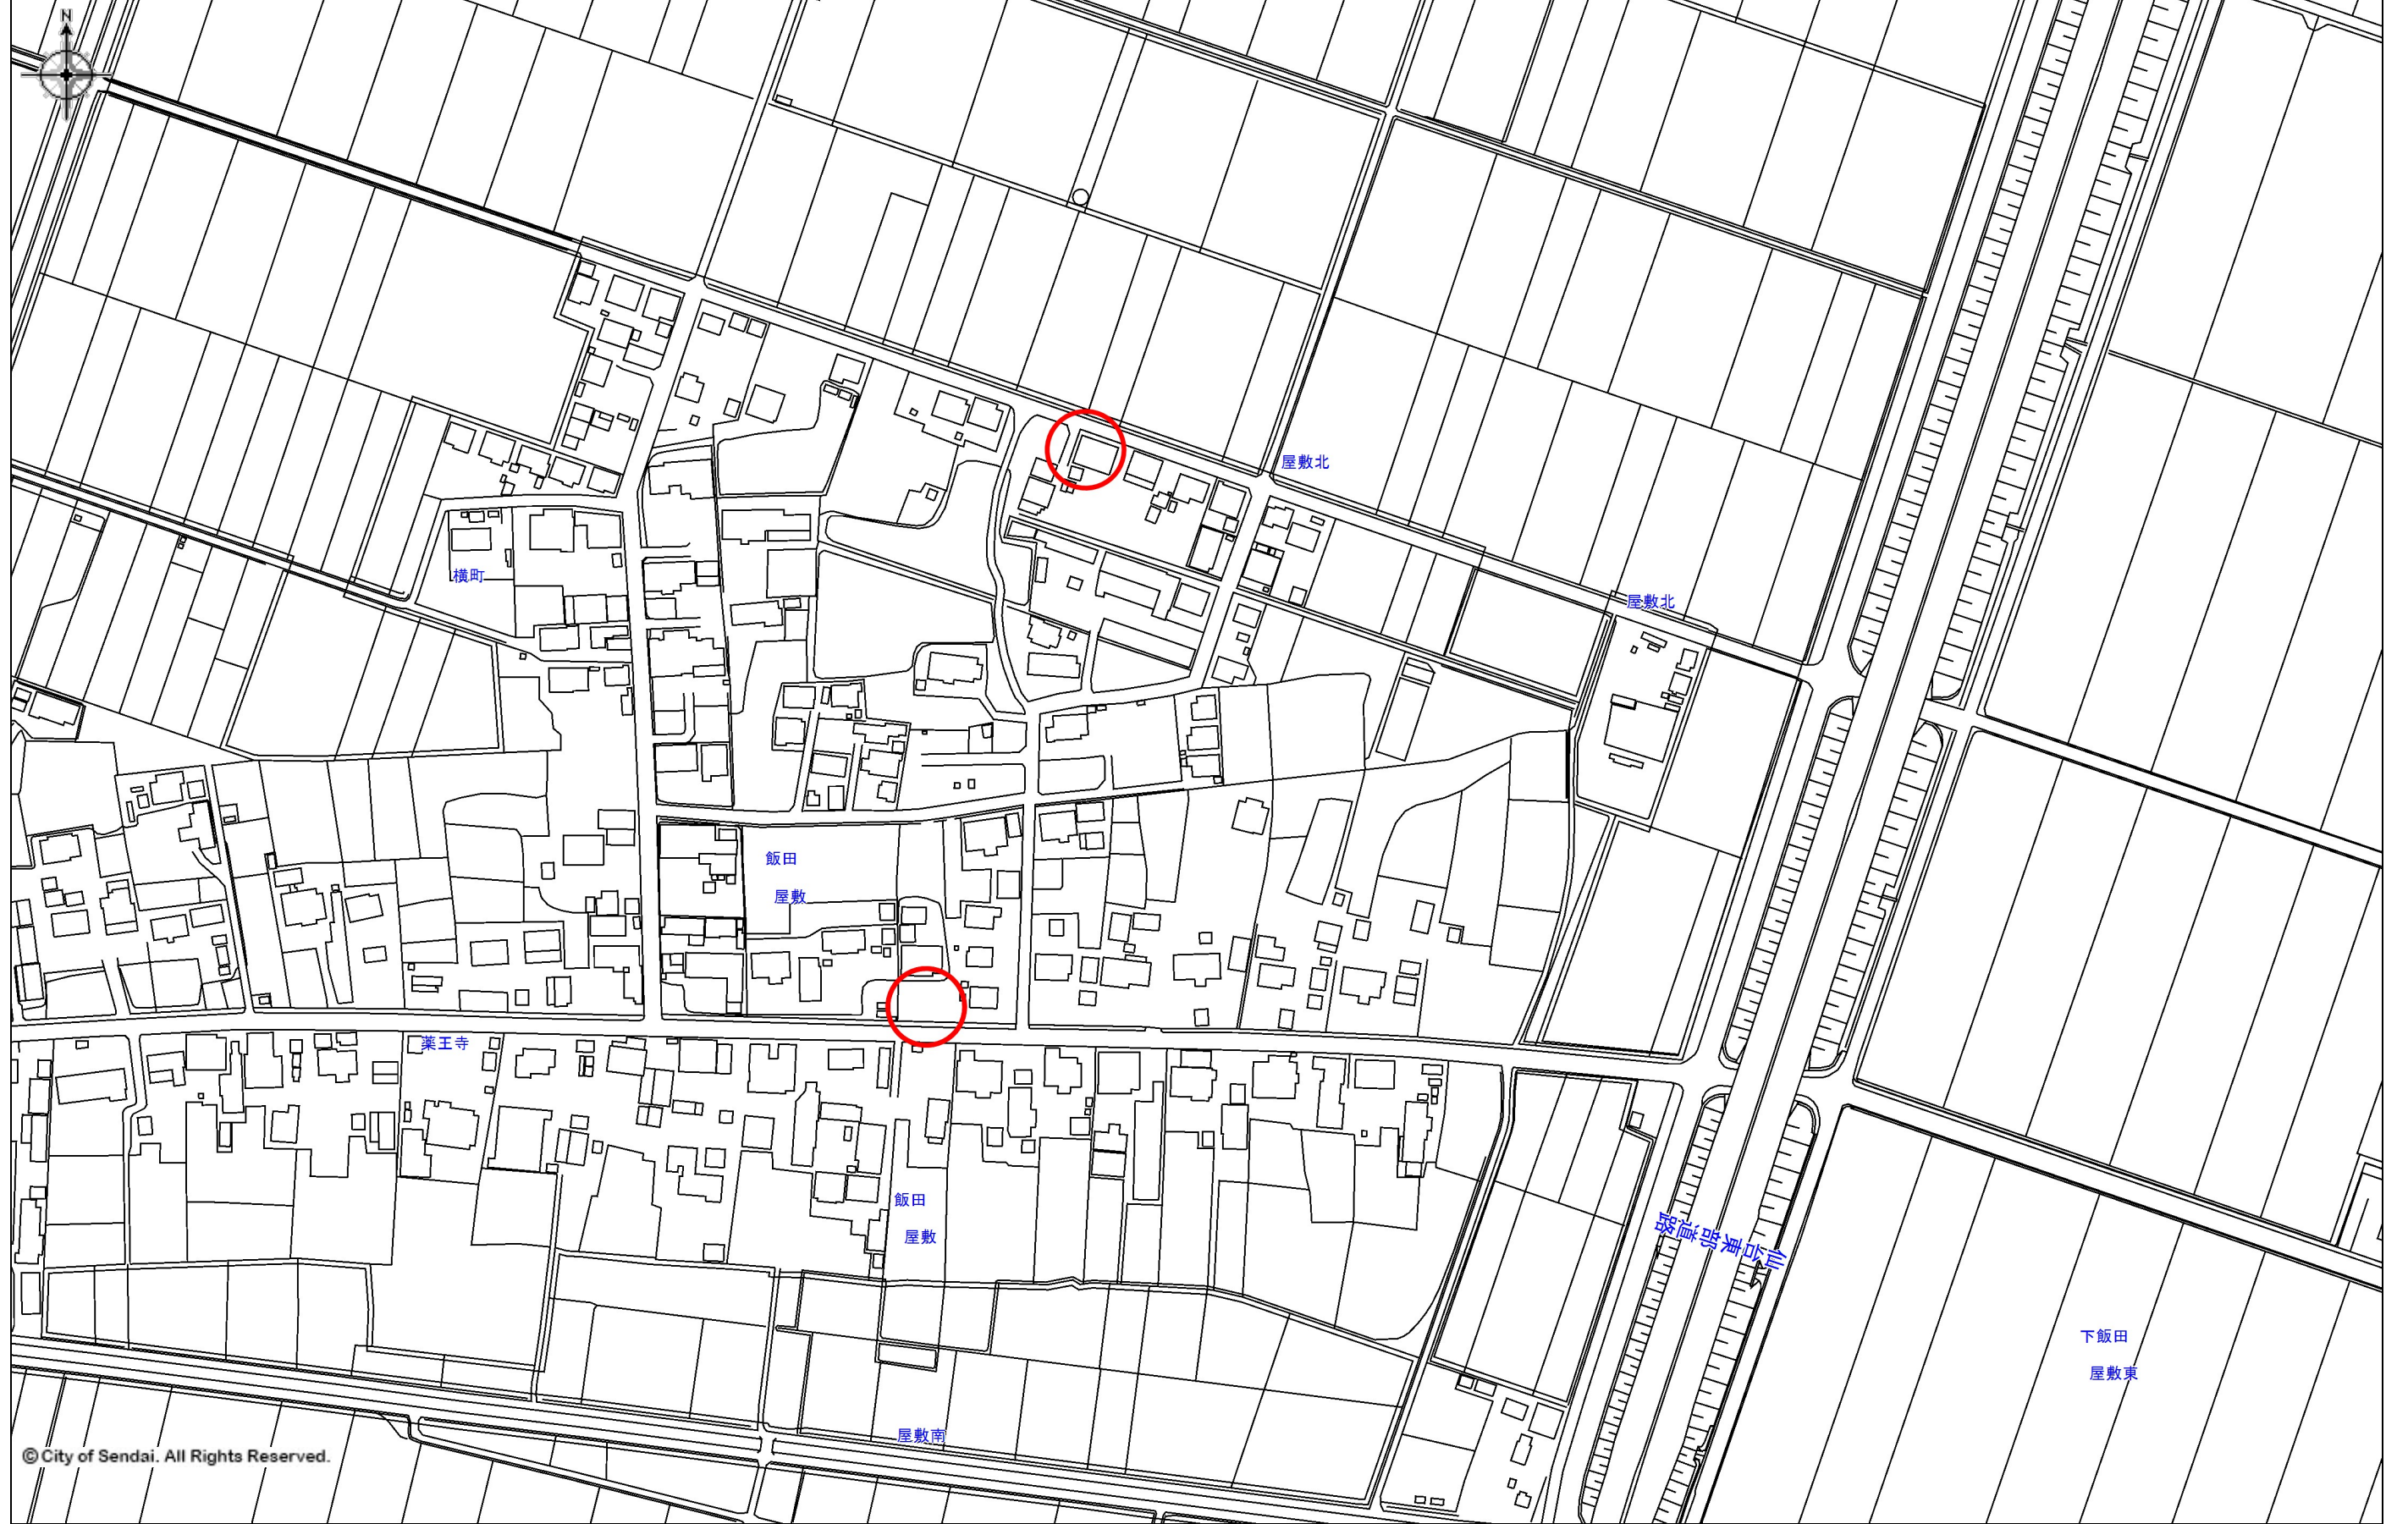 N
屋敷北
横町
屋敷北
飯田
屋敷
薬王寺
飯田
屋敷
仙台東部道路
下飯田
屋敷東
屋敷南
© City of Sendai. All Rights Reserved.